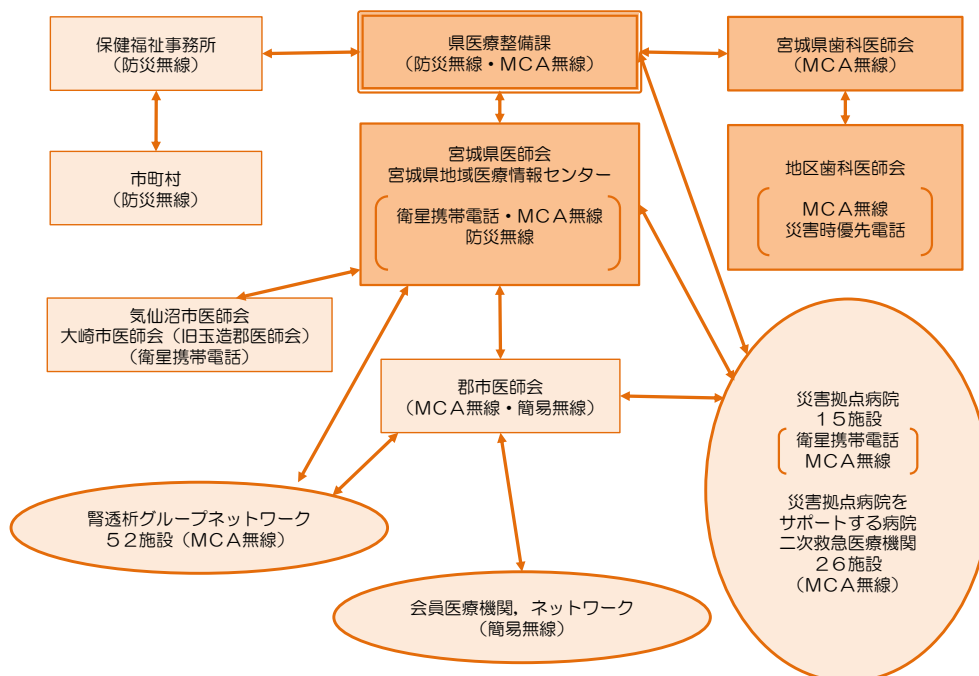 保健福祉事務所
(防災無線)
県医療整備課
(防災無線・MCA無線)
宮城県歯科医師会
(MCA無線)
市町村
(防災無線)
宮城県医師会
宮城県地域医療情報センター
衛星携帯電話・MCA無線
防災無線
地区歯科医師会
MCA無線
災害時優先電話
気仙沼市医師会
大崎市医師会(旧玉造郡医師会)
(衛星携帯電話)
郡市医師会
(MCA無線・簡易無線)
災害拠点病院
15施設
衛星携帯電話
MCA無線
災害拠点病院を
サポートする病院
二次救急医療機関
26施設
(MCA無線)
腎透析グループネットワーク
52施設(MCA無線)
会員医療機関,ネットワーク
(簡易無線)